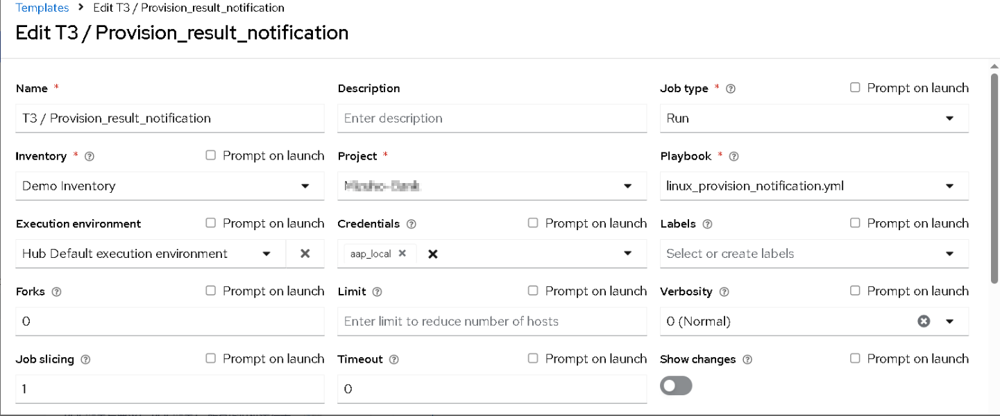 Templates > Edit T3 / Provision_result_notification
Edit T3 / Provision_result_notification
Name * Description Job type * Prompt on launch
T3 / Provision_result_notification Enter description Run
Inventory * Prompt on launch Project * Playbook *
Demo Inventory linux_provision_notification.yml
Execution environment Prompt on launch Credentials Prompt on launch Labels Prompt on launch
Hub Default execution environment aap_local Select or create labels
Forks Prompt on launch Limit Prompt on launch Verbosity Prompt on launch
0 Enter limit to reduce number of hosts 0 (Normal)
Job slicing Prompt on launch Timeout Prompt on launch Show changes Prompt on launch
1 0